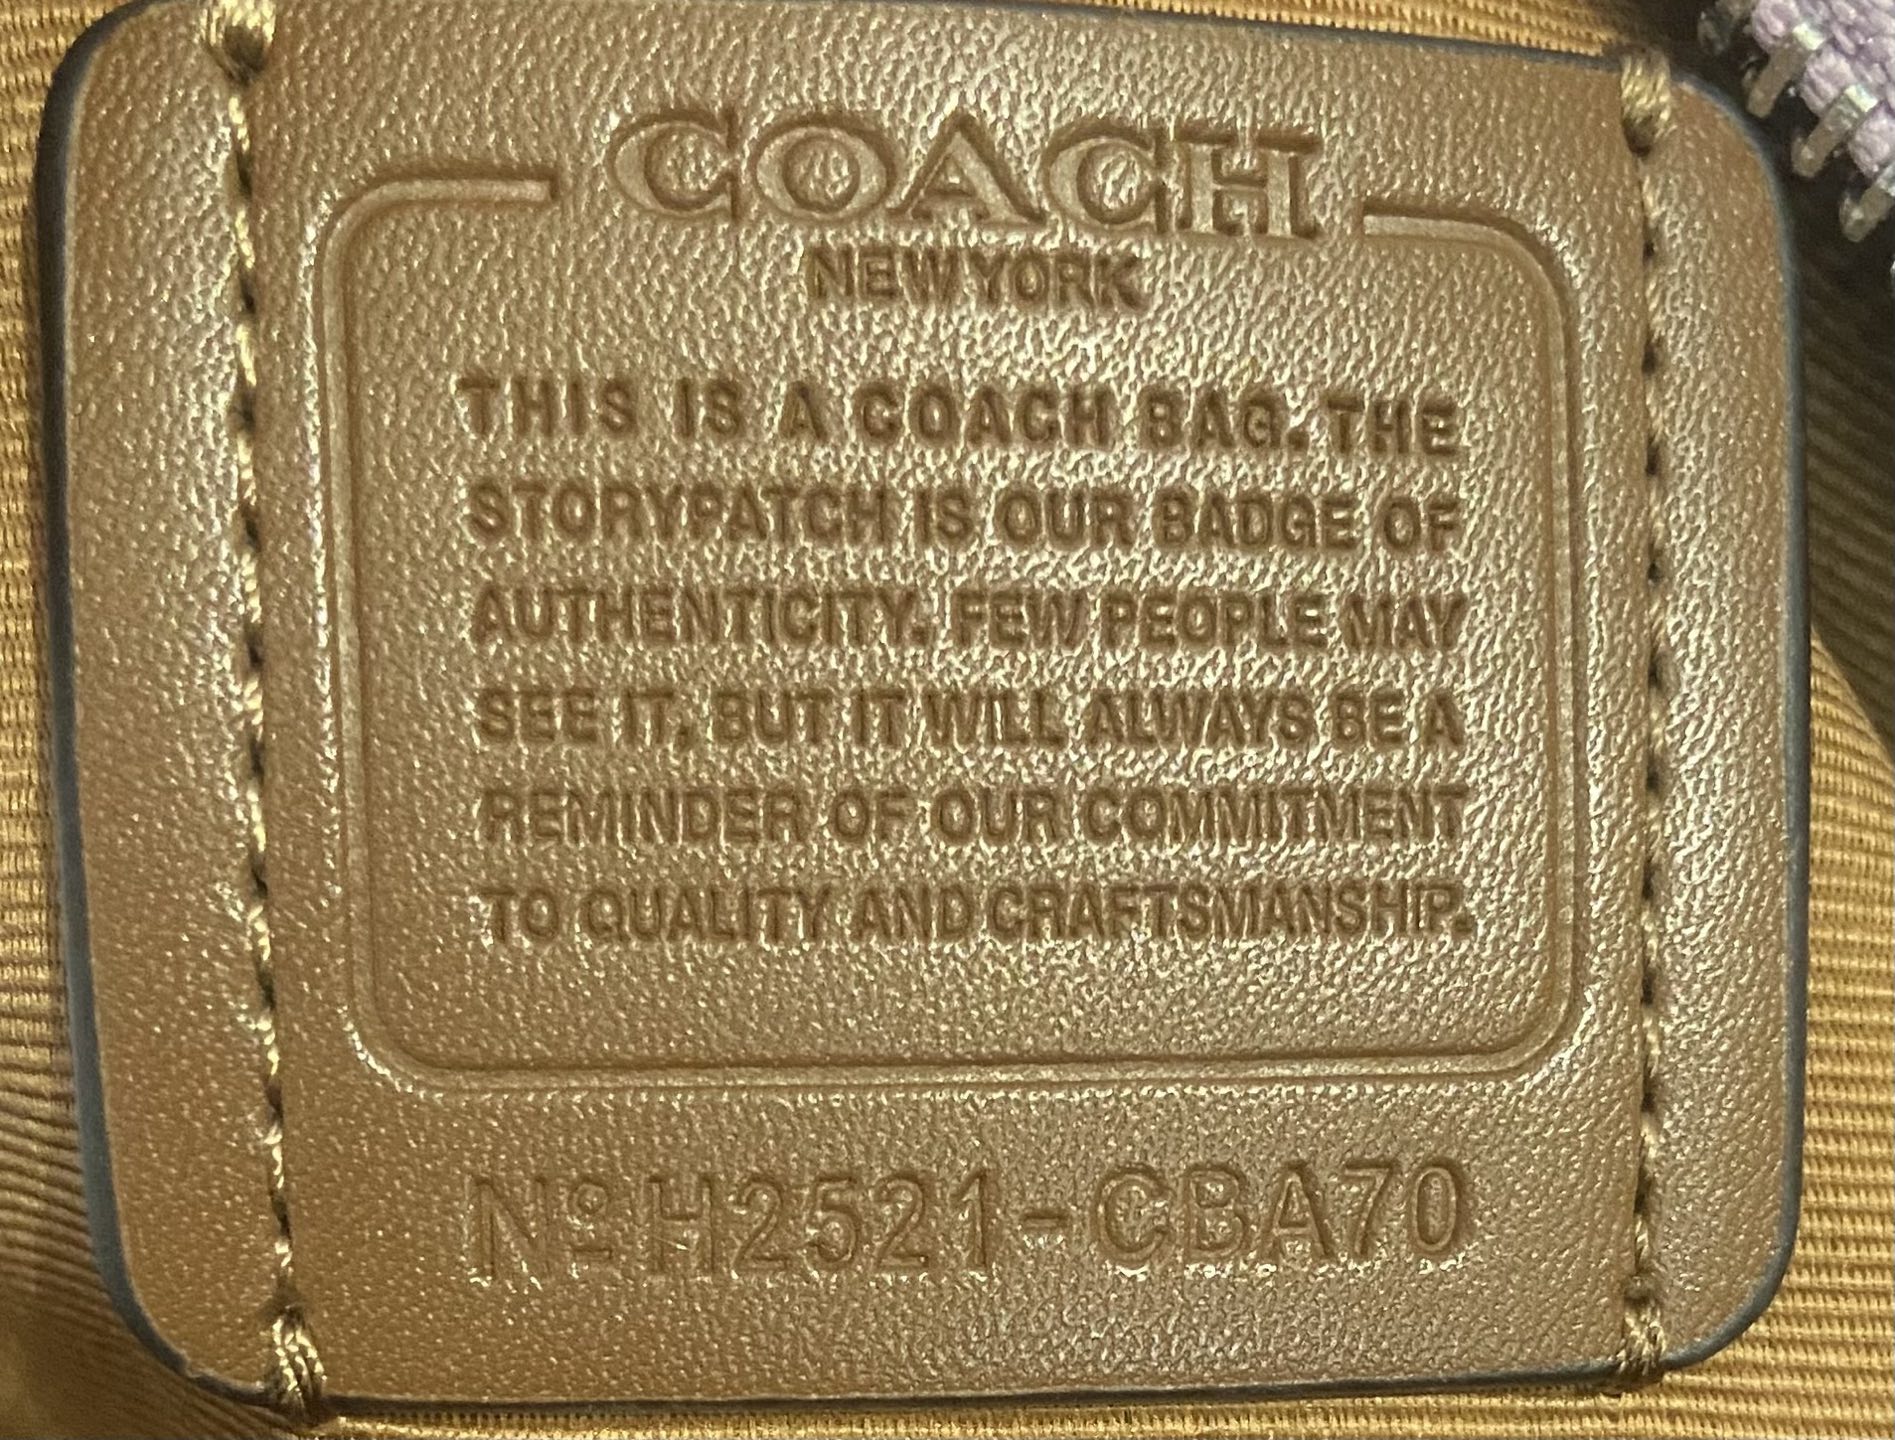 COACH
NEW YORK
THIS IS A COACH BAG. THE
STORYPATCH IS OUR BADGE OF
AUTHENTICITY. FEW PEOPLE MAY
SEE IT, BUT IT WILL ALWAYS BE A
REMINDER OF OUR COMMITMENT
TO QUALITY AND CRAFTSMANSHIP.
Nº H2521-CBA70